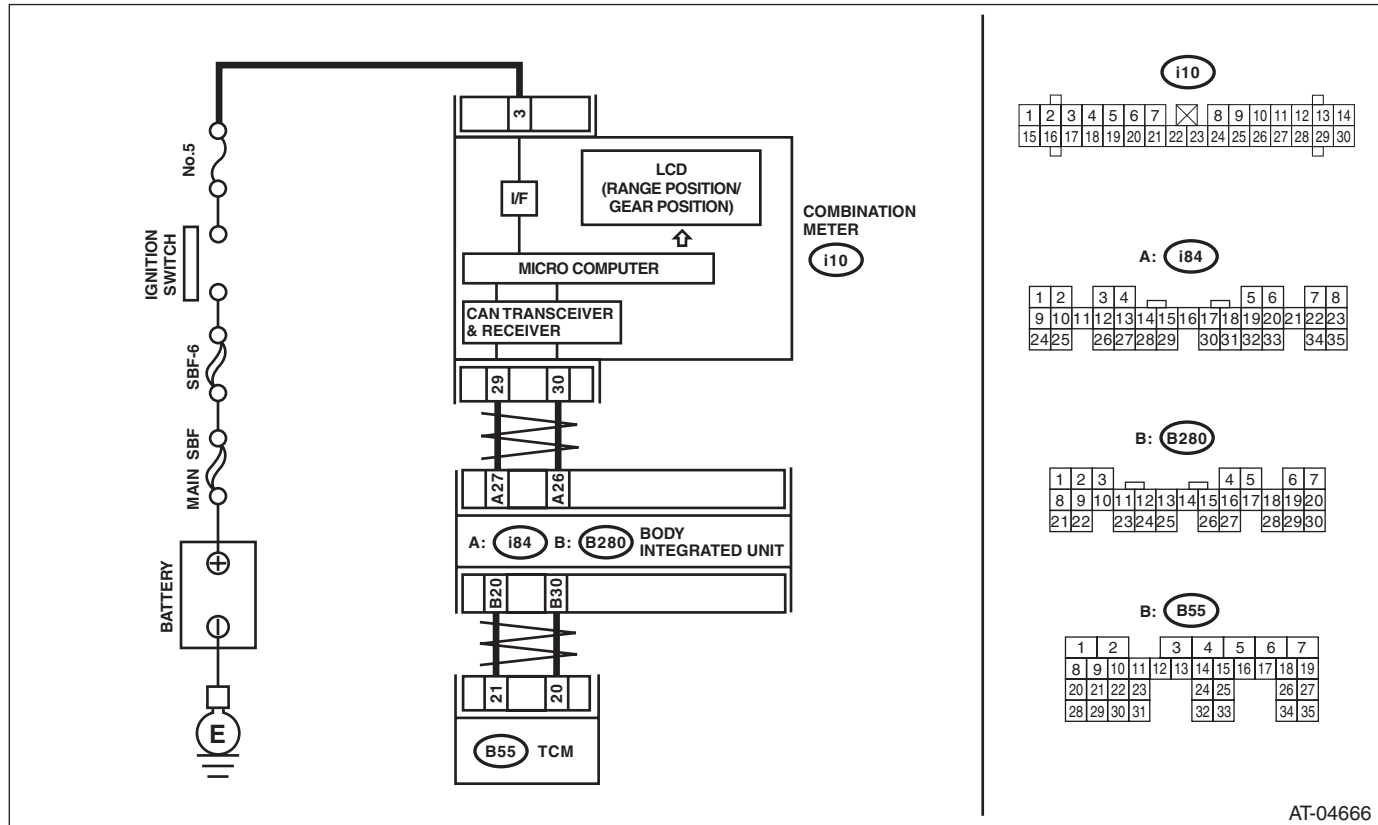 No.5
IGNITION
SWITCH
SBF-6
MAIN SBF
BATTERY
E
3
I/F
LCD
(RANGE POSITION/
GEAR POSITION)
MICRO COMPUTER
CAN TRANSCEIVER
& RECEIVER
COMBINATION
METER
i10
29 30
A27 A26
A: i84 B: B280 BODY
INTEGRATED UNIT
B20 B30
21 20
B55 TCM
i10
1 2 3 4 5 6 7 8 9 10 11 12 13 14
15 16 17 18 19 20 21 22 23 24 25 26 27 28 29 30
A: i84
1 2 3 4 5 6 7 8
9 10 11 12 13 14 15 16 17 18 19 20 21 22 23
24 25 26 27 28 29 30 31 32 33 34 35
B: B280
1 2 3 4 5 6 7
8 9 10 11 12 13 14 15 16 17 18 19 20
21 22 23 24 25 26 27 28 29 30
B: B55
1 2 3 4 5 6 7
8 9 10 11 12 13 14 15 16 17 18 19
20 21 22 23 24 25 26 27
28 29 30 31 32 33 34 35
AT-04666